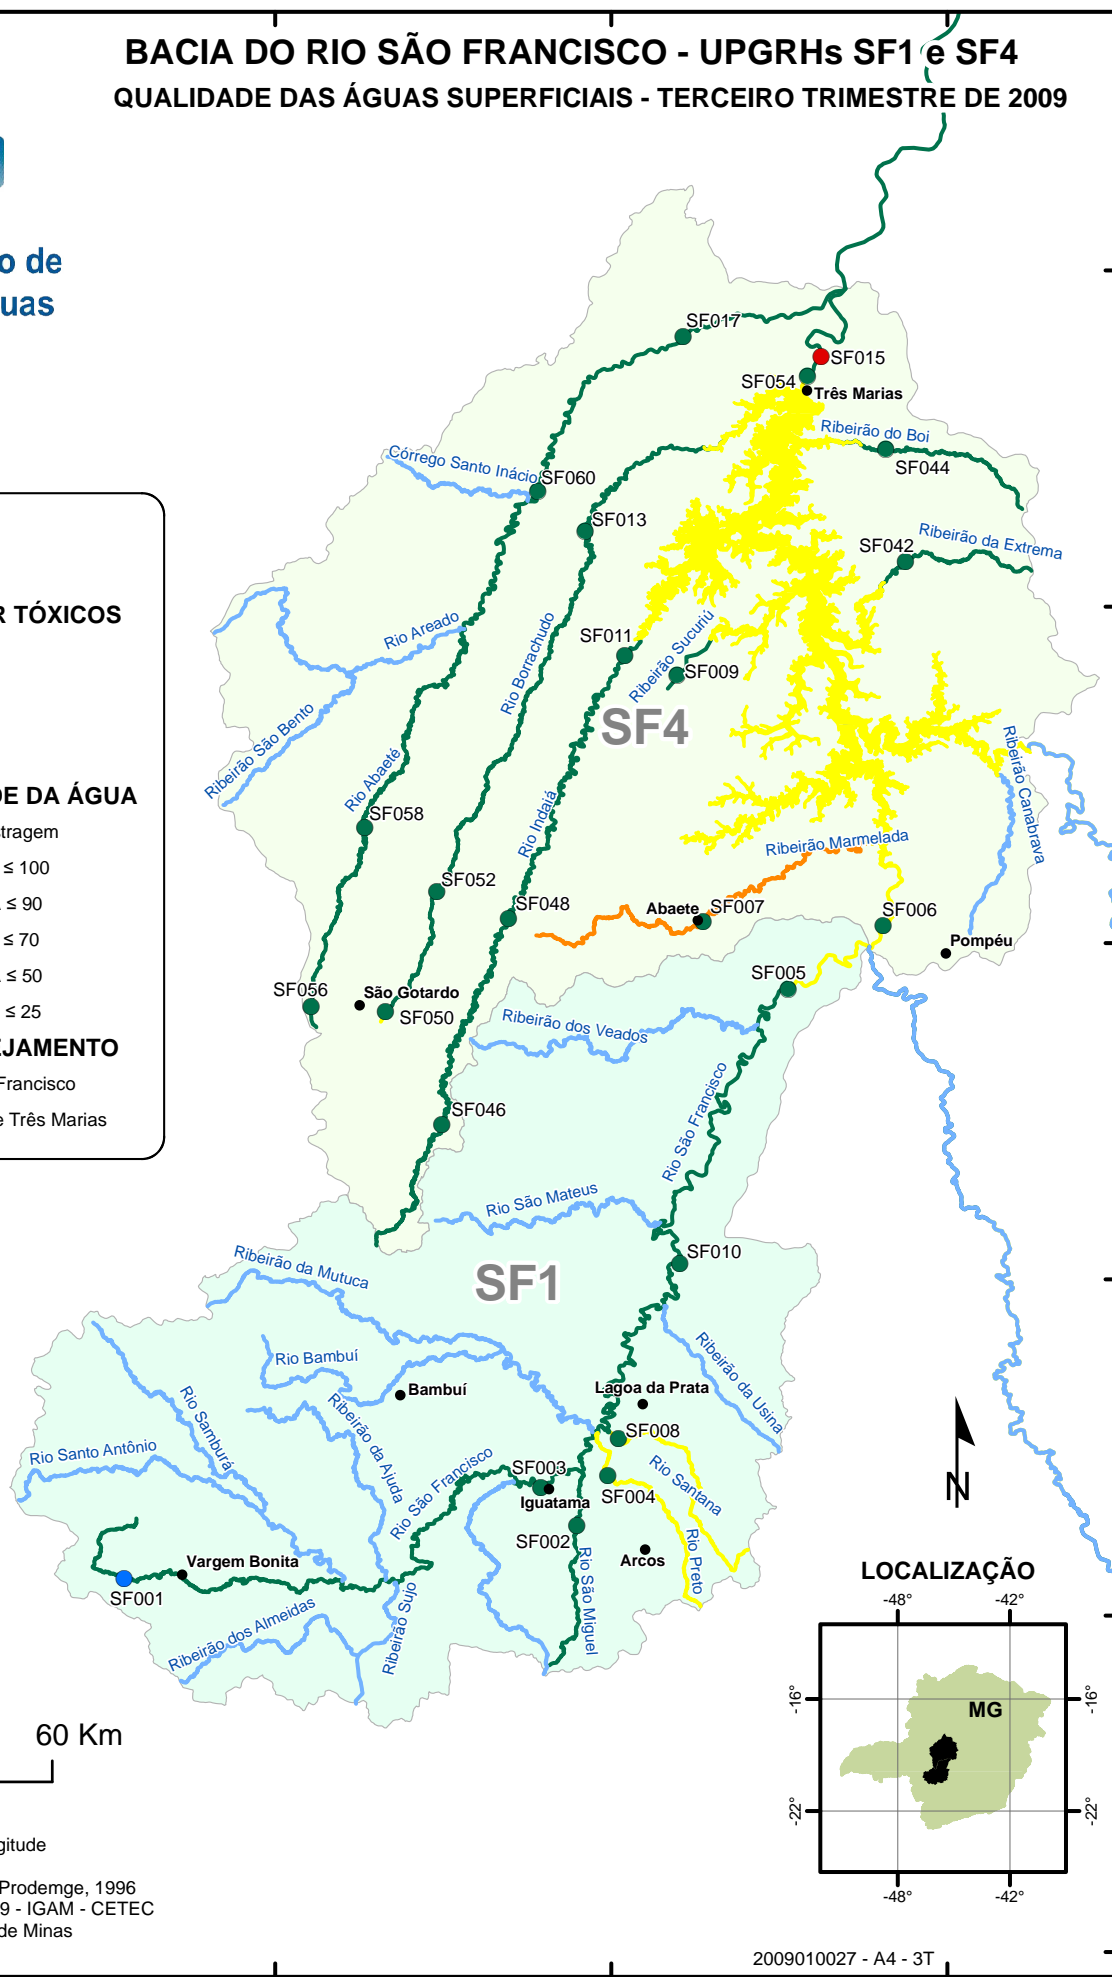 BACIA DO RIO SÃO FRANCISCO - UPGRHs SF1 e SF4
QUALIDADE DAS ÁGUAS SUPERFICIAIS - TERCEIRO TRIMESTRE DE 2009
o de
uas
SF017
SF015
SF054
Três Marias
Ribeirão do Boi
SF044
Córrego Santo Inácio
SF060
SF013
SF042
Ribeirão da Extrema
R TÓXICOS
Rio Areado
Rio Borrachudo
SF011
Ribeirão Sucuriú
SF009
SF4
Ribeirão São Bento
Rio Abaeté
Ribeirão Canabrava
DE DA ÁGUA
stragem
≤ 100
≤ 90
≤ 70
≤ 50
≤ 25
SF058
Rio Indaiá
Ribeirão Marmelada
SF052
SF048
Abaete
SF007
SF006
Pompéu
SF005
SF056
São Gotardo
SF050
Ribeirão dos Veados
EJAMENTO
Francisco
e Três Marias
SF046
Rio São Francisco
Rio São Mateus
SF010
Ribeirão da Mutuca
SF1
Rio Bambuí
Bambuí
Ribeirão da Usina
Lagoa da Prata
Rio Samburá
Ribeirão da Ajuda
SF008
Rio Santo Antônio
Rio São Francisco
SF003
Rio Santana
Iguatama
SF004
SF002
Arcos
Rio Preto
Vargem Bonita
SF001
Ribeirão dos Almeidas
Ribeirão Sujo
Rio São Miguel
N
LOCALIZAÇÃO
-48°
-42°
-16°
-16°
MG
-22°
-22°
-48°
-42°
60 Km
gitude
Prodemge, 1996
9 - IGAM - CETEC
de Minas
2009010027 - A4 - 3T